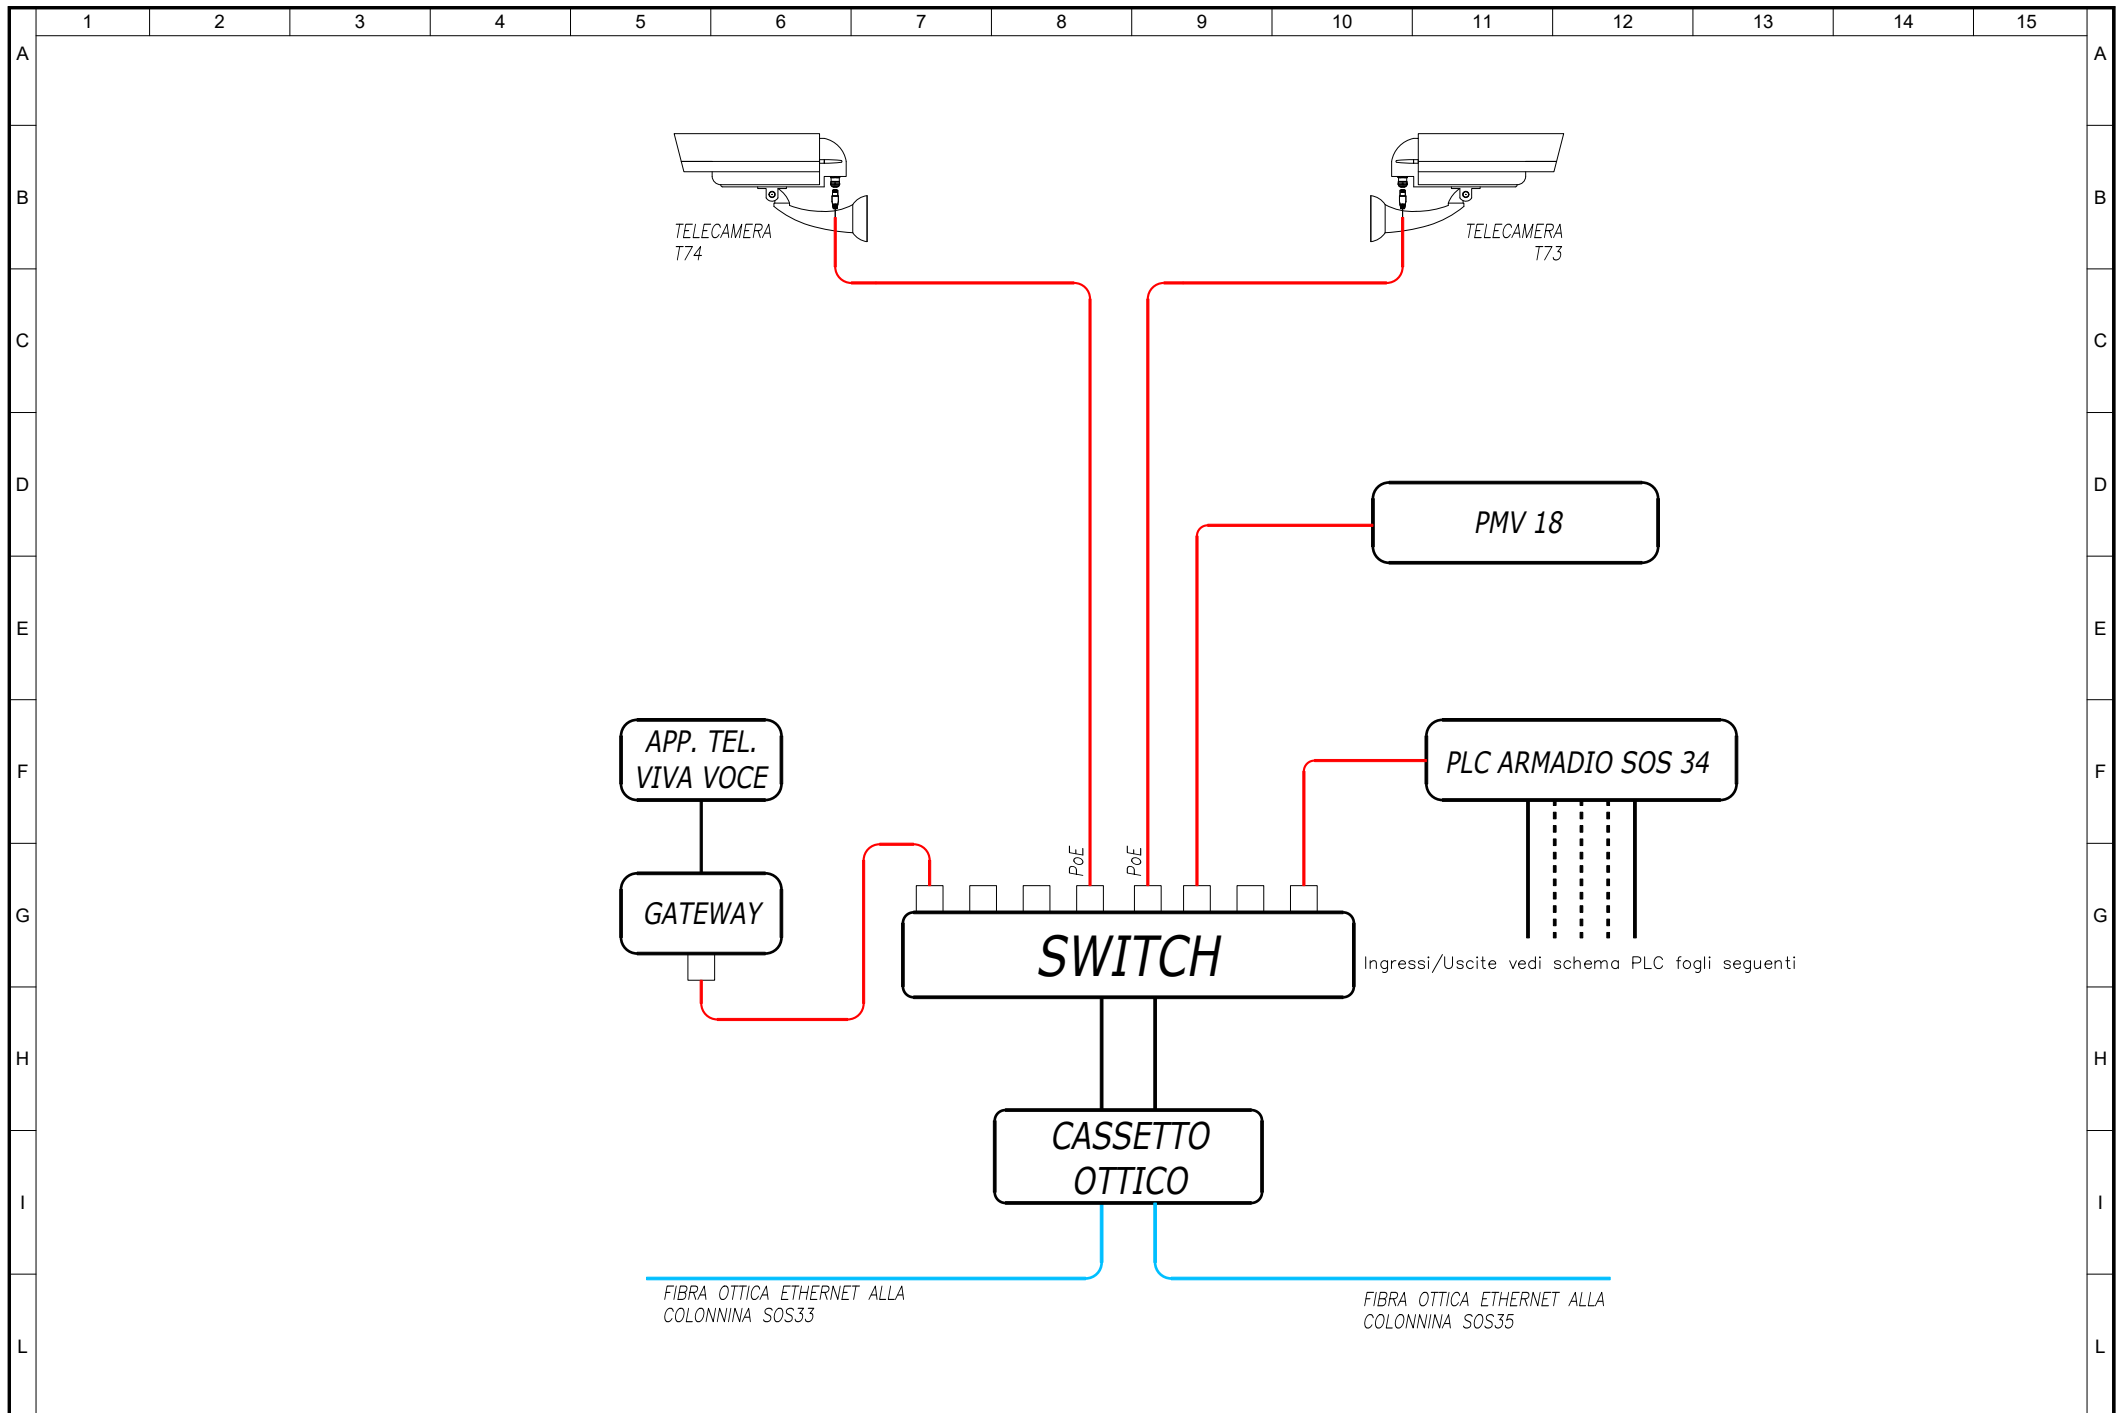 1 2 3 4 5 6 7 8 9 10 11 12 13 14 15
A A
B B
TELECAMERA
T74
TELECAMERA
T73
C C
D D
PMV 18
E E
APP. TEL.
VIVA VOCE
PLC ARMADIO SOS 34
F F
PoE PoE
GATEWAY
SWITCH
G G
Ingressi/Uscite vedi schema PLC fogli seguenti
H H
CASSETTO
OTTICO
I I
FIBRA OTTICA ETHERNET ALLA
COLONNINA SOS33
FIBRA OTTICA ETHERNET ALLA
COLONNINA SOS35
L L